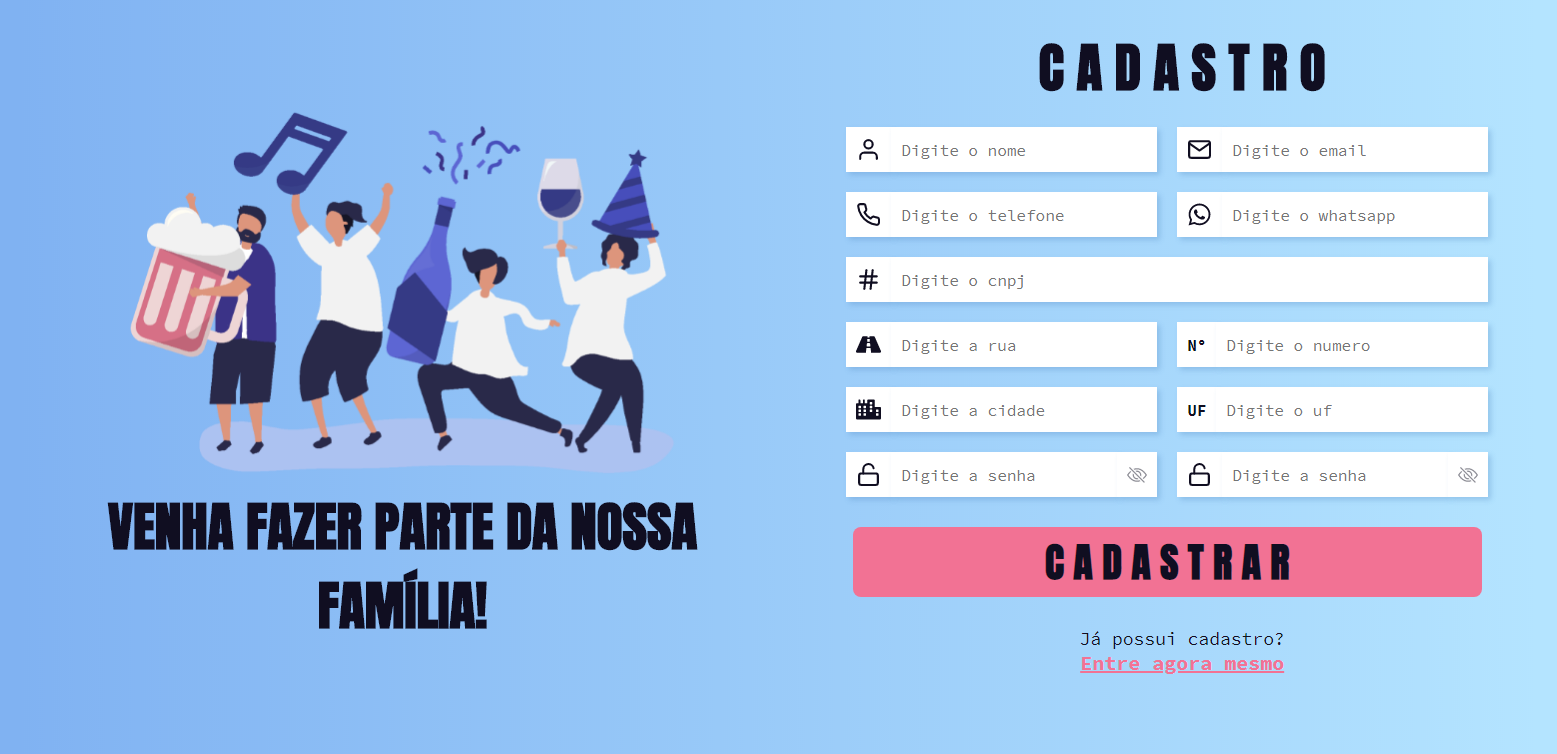 VENHA FAZER PARTE DA NOSSA
FAMÍLIA!
CADASTRO
Digite o nome
Digite o email
Digite o telefone
Digite o whatsapp
Digite o cnpj
Digite a rua
N° Digite o numero
Digite a cidade
UF Digite o uf
Digite a senha
Digite a senha
CADASTRAR
Já possui cadastro?
Entre agora mesmo